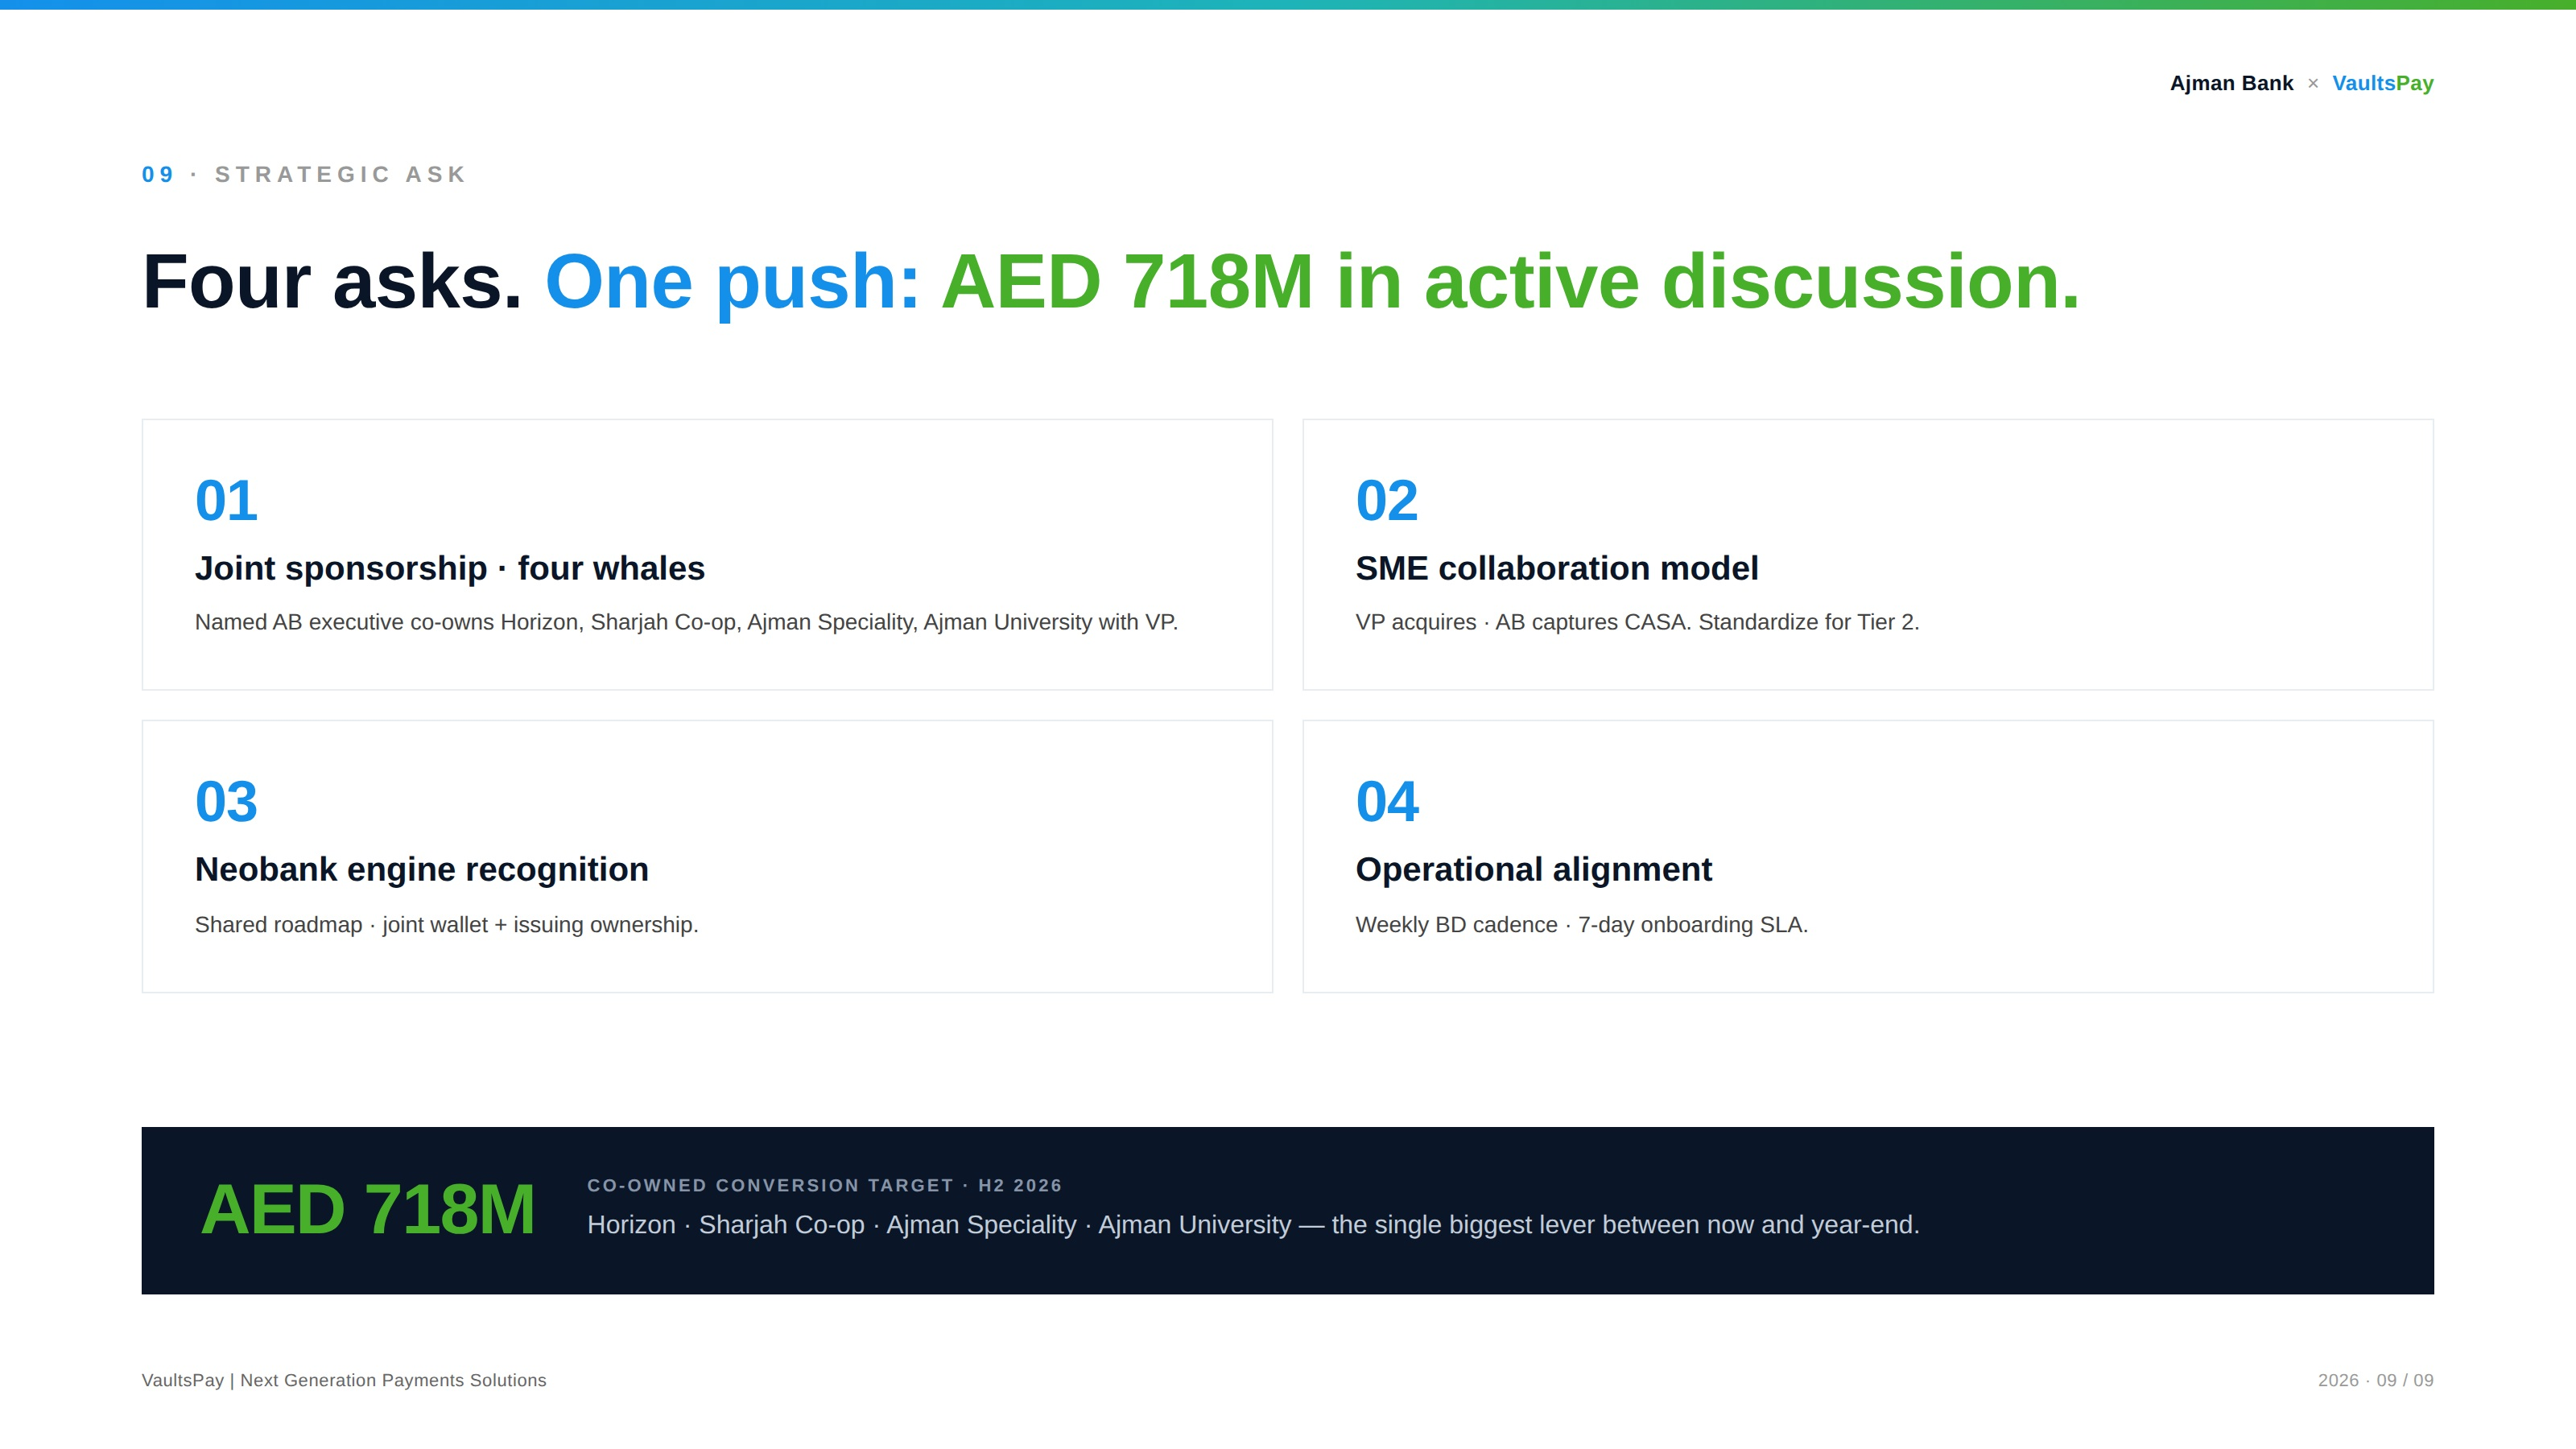 Ajman Bank × VaultsPay
09 · STRATEGIC ASK
Four asks. One push: AED 718M in active discussion.
01
Joint sponsorship · four whales
Named AB executive co-owns Horizon, Sharjah Co-op, Ajman Speciality, Ajman University with VP.
02
SME collaboration model
VP acquires · AB captures CASA. Standardize for Tier 2.
03
Neobank engine recognition
Shared roadmap · joint wallet + issuing ownership.
04
Operational alignment
Weekly BD cadence · 7-day onboarding SLA.
AED 718M
CO-OWNED CONVERSION TARGET · H2 2026
Horizon · Sharjah Co-op · Ajman Speciality · Ajman University — the single biggest lever between now and year-end.
VaultsPay | Next Generation Payments Solutions
2026 · 09 / 09